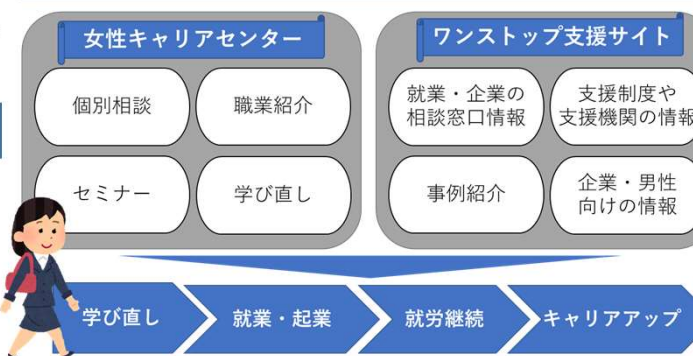 女性キャリアセンター
個別相談
職業紹介
セミナー
学び直し
ワンストップ支援サイト
就業・企業の
相談窓口情報
支援制度や
支援機関の情報
事例紹介
企業・男性
向けの情報
学び直し
就業・起業
就労継続
キャリアアップ